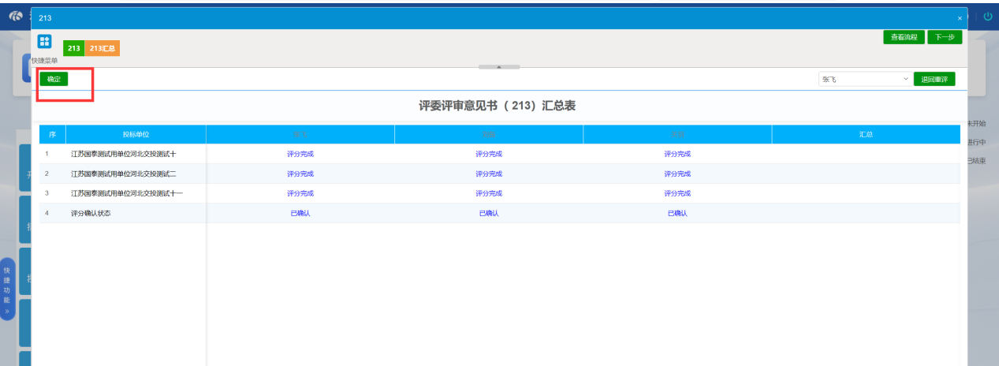 213
×
213 213汇总
查看流程 下一步
快捷菜单
确定
张飞
退回重评
评委评审意见书（213）汇总表
序 投标单位 汇总
1 江苏国泰测试用单位河北交投测试十 评分完成 评分完成 评分完成
2 江苏国泰测试用单位河北交投测试二 评分完成 评分完成 评分完成
3 江苏国泰测试用单位河北交投测试十一 评分完成 评分完成 评分完成
4 评分确认状态 已确认 已确认 已确认
未开始
进行中
已结束
快捷功能 »